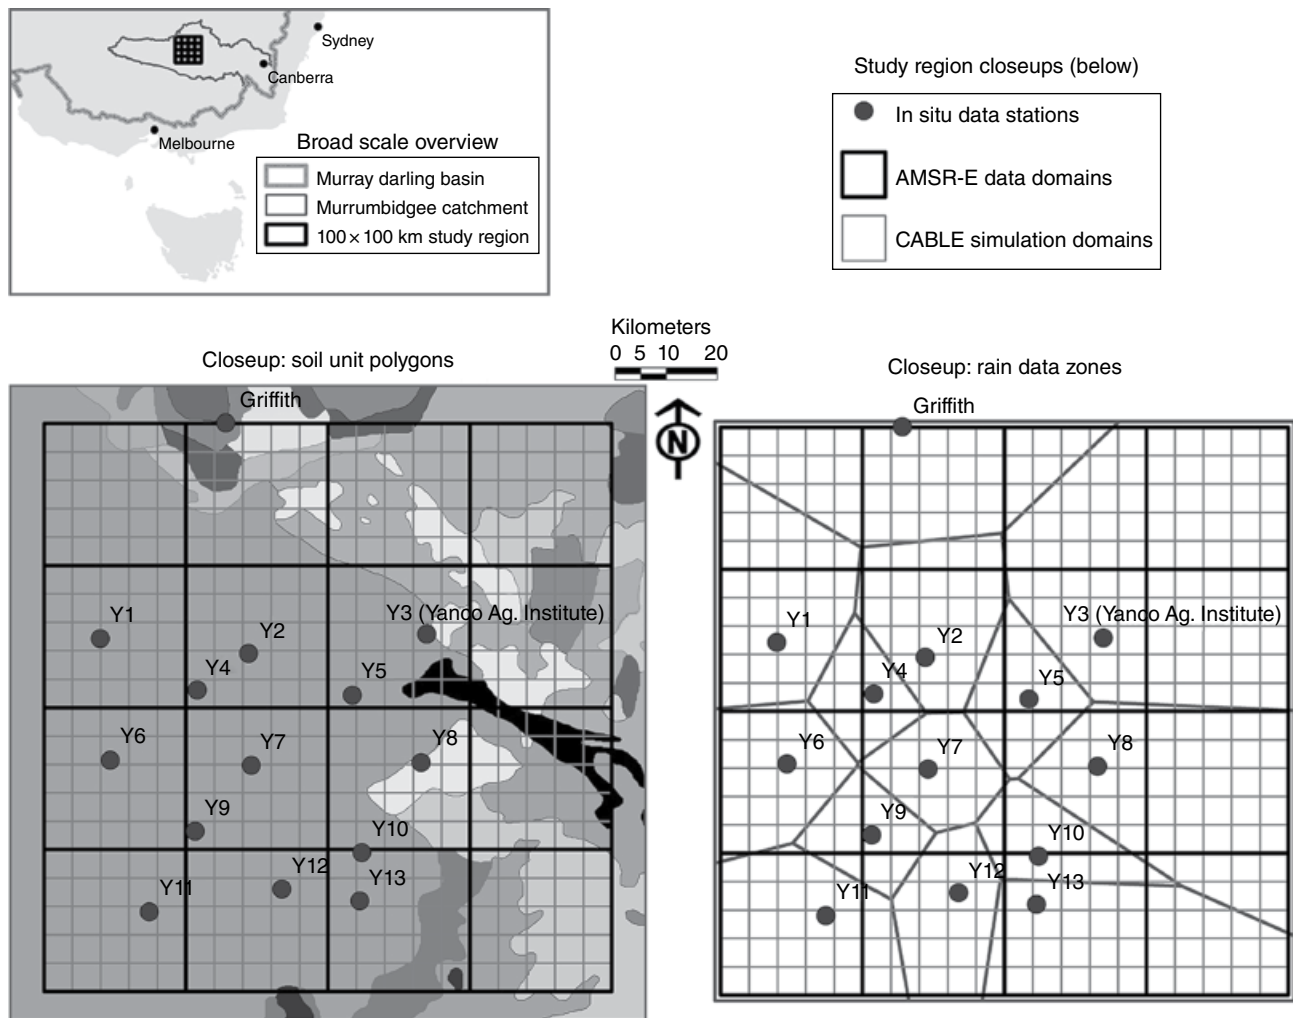 Sydney
Canberra
Melbourne
Broad scale overview
Murray darling basin
Murrumbidgee catchment
100 × 100 km study region
Study region closeups (below)
In situ data stations
AMSR-E data domains
CABLE simulation domains
Kilometers
0 5 10 20
N
Closeup: soil unit polygons
Griffith
Y1
Y2
Y3 (Yanco Ag. Institute)
Y4
Y5
Y6
Y7
Y8
Y9
Y10
Y11
Y12
Y13
Closeup: rain data zones
Griffith
Y1
Y2
Y3 (Yanco Ag. Institute)
Y4
Y5
Y6
Y7
Y8
Y9
Y10
Y11
Y12
Y13